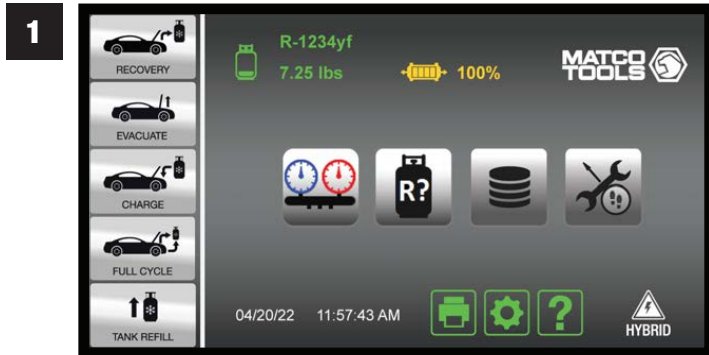 1
RECOVERY
EVACUATE
CHARGE
FULL CYCLE
TANK REFILL
R-1234yf
7.25 lbs
100%
MATCO
TOOLS
R?
04/20/22 11:57:43 AM
?
HYBRID